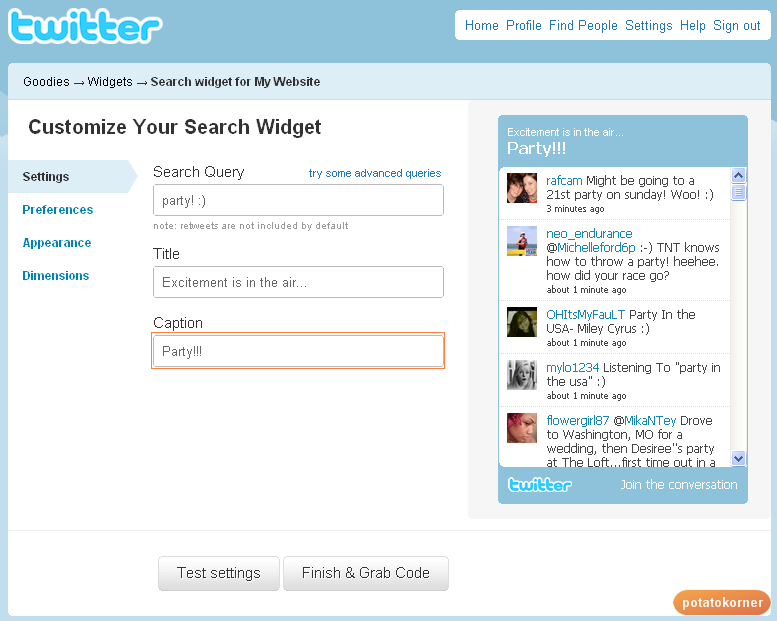 twitter
Home Profile Find People Settings Help Sign out
Goodies → Widgets → Search widget for My Website
Customize Your Search Widget
Settings
Preferences
Appearance
Dimensions
Search Query try some advanced queries
party! :)
note: retweets are not included by default
Title
Excitement is in the air...
Caption
Party!!!
Excitement is in the air...
Party!!!
rafcam Might be going to a
21st party on sunday! Woo! :)
3 minutes ago
neo_endurance
@Michelleford6p :-) TNT knows
how to throw a party! heehee.
how did your race go?
about 1 minute ago
OHItsMyFauLT Party In the
USA- Miley Cyrus :)
about 1 minute ago
mylo1234 Listening To "party in
the usa" :)
about 1 minute ago
flowergirl87 @MikaNTey Drove
to Washington, MO for a
wedding, then Desiree"s party
at The Loft...first time out in a
twitter Join the conversation
Test settings Finish & Grab Code
potatokorner